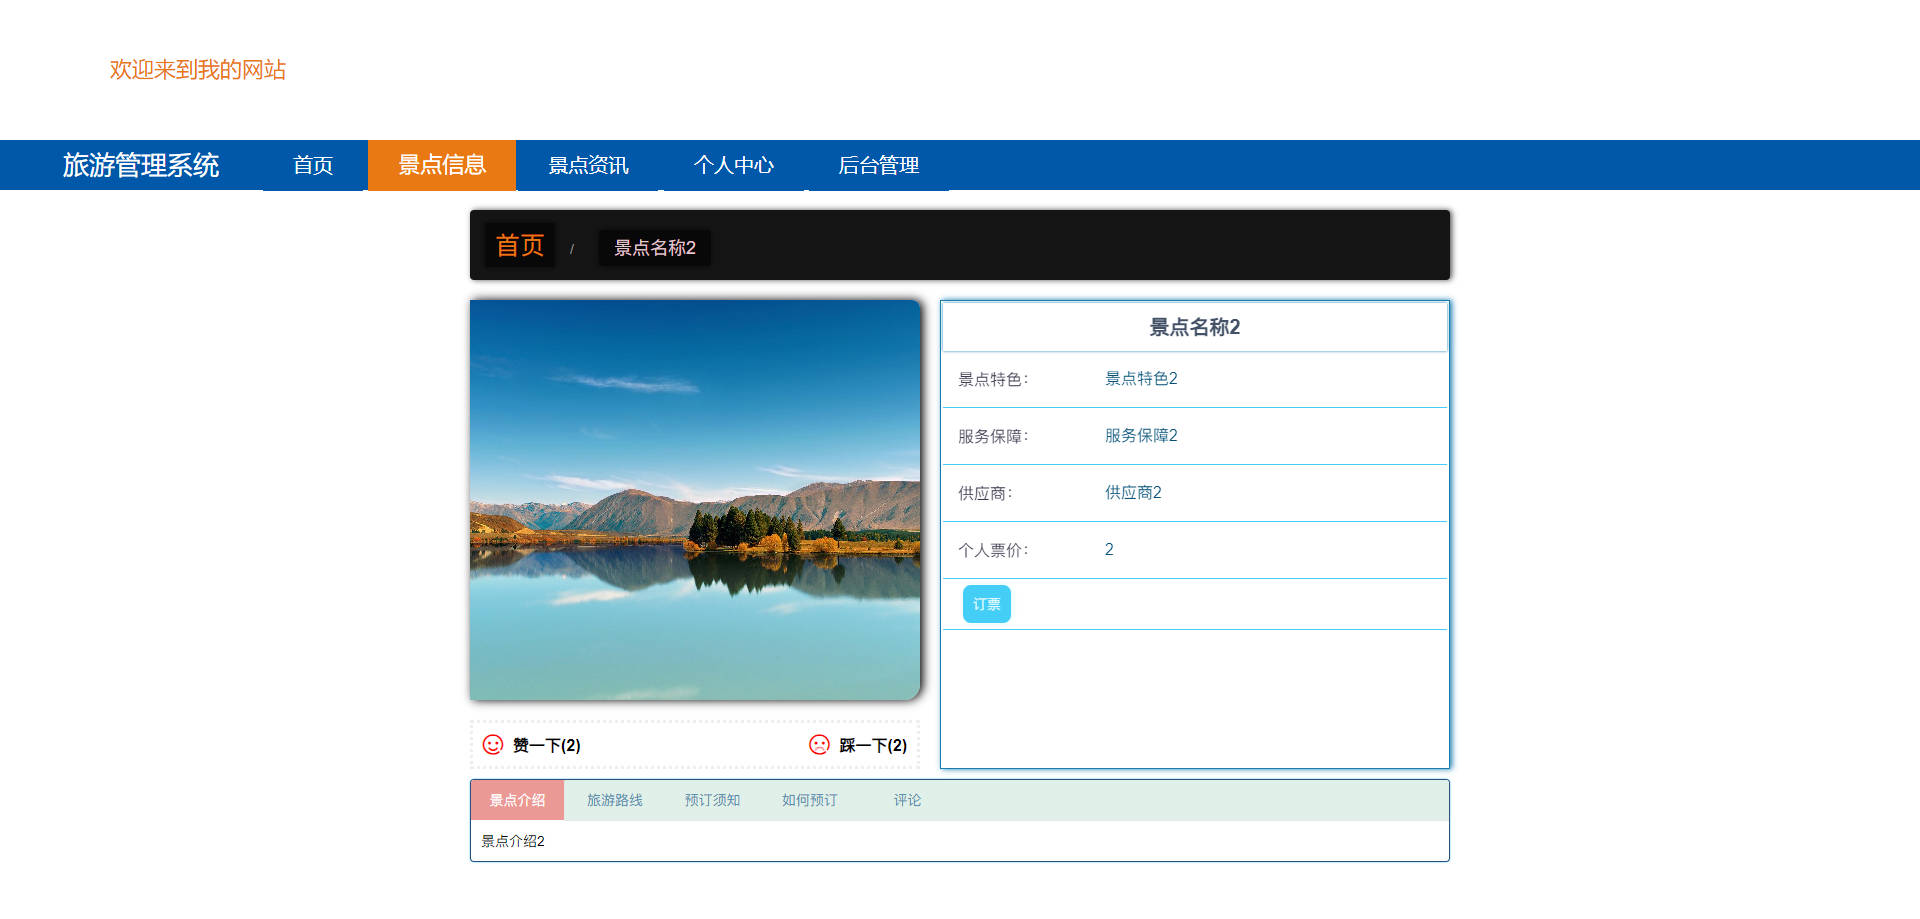 欢迎来到我的网站
旅游管理系统 首页 景点信息 景点资讯 个人中心 后台管理
首页 / 景点名称2
景点名称2
景点特色： 景点特色2
服务保障： 服务保障2
供应商： 供应商2
个人票价： 2
订票
赞一下(2) 踩一下(2)
景点介绍 旅游路线 预订须知 如何预订 评论
景点介绍2